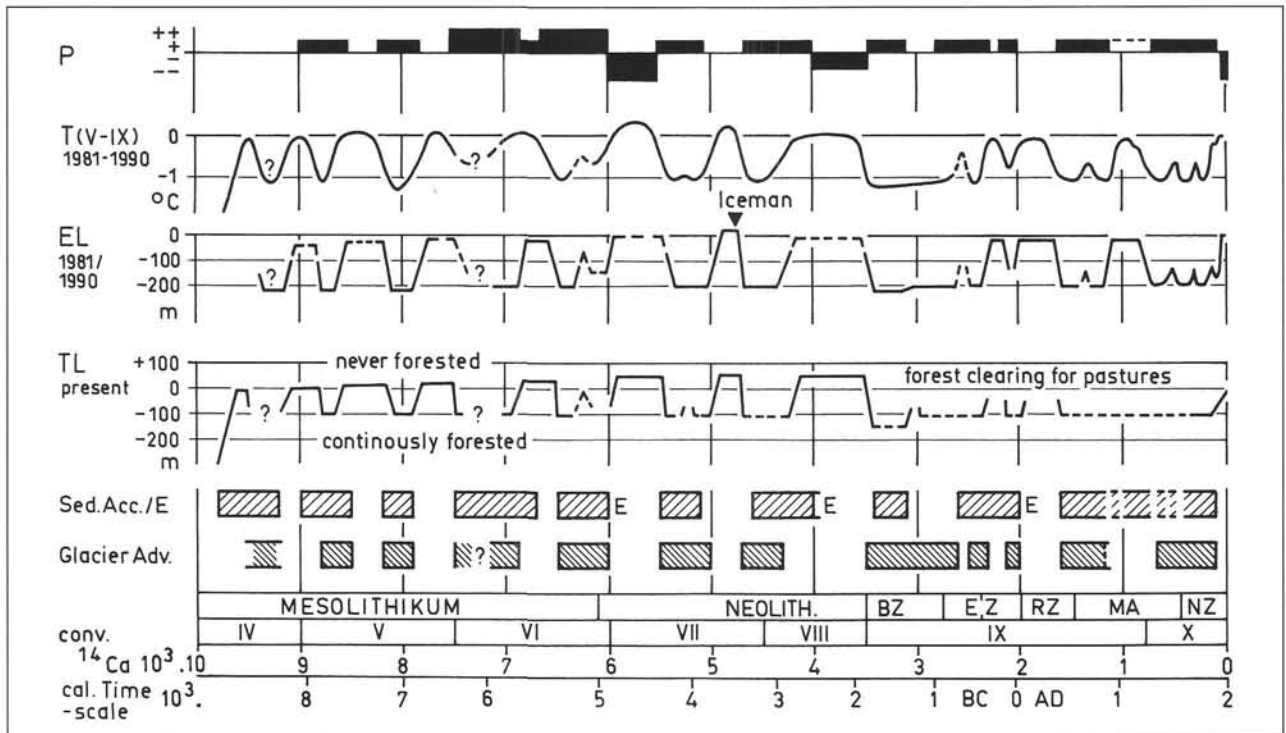 ++
+
P
-
--
T(V-IX) 0
1981-1990
? ?
-1
°C
Iceman
EL 0
1981/ -100
1990 -200
m
? ?
TL +100
present 0
-100
-200
m
never forested
forest clearing for pastures
? ?
continously forested
Sed.Acc./E E E E
Glacier Adv. ?
MESOLITHIKUM NEOLITH. BZ E'Z RZ MA NZ
conv. IV V VI VII VIII IX X
14Ca 10³.10 9 8 7 6 5 4 3 2 1 0
cal. Time 10³. 8 7 6 5 4 3 2 1 BC 0 AD 1 2
-scale